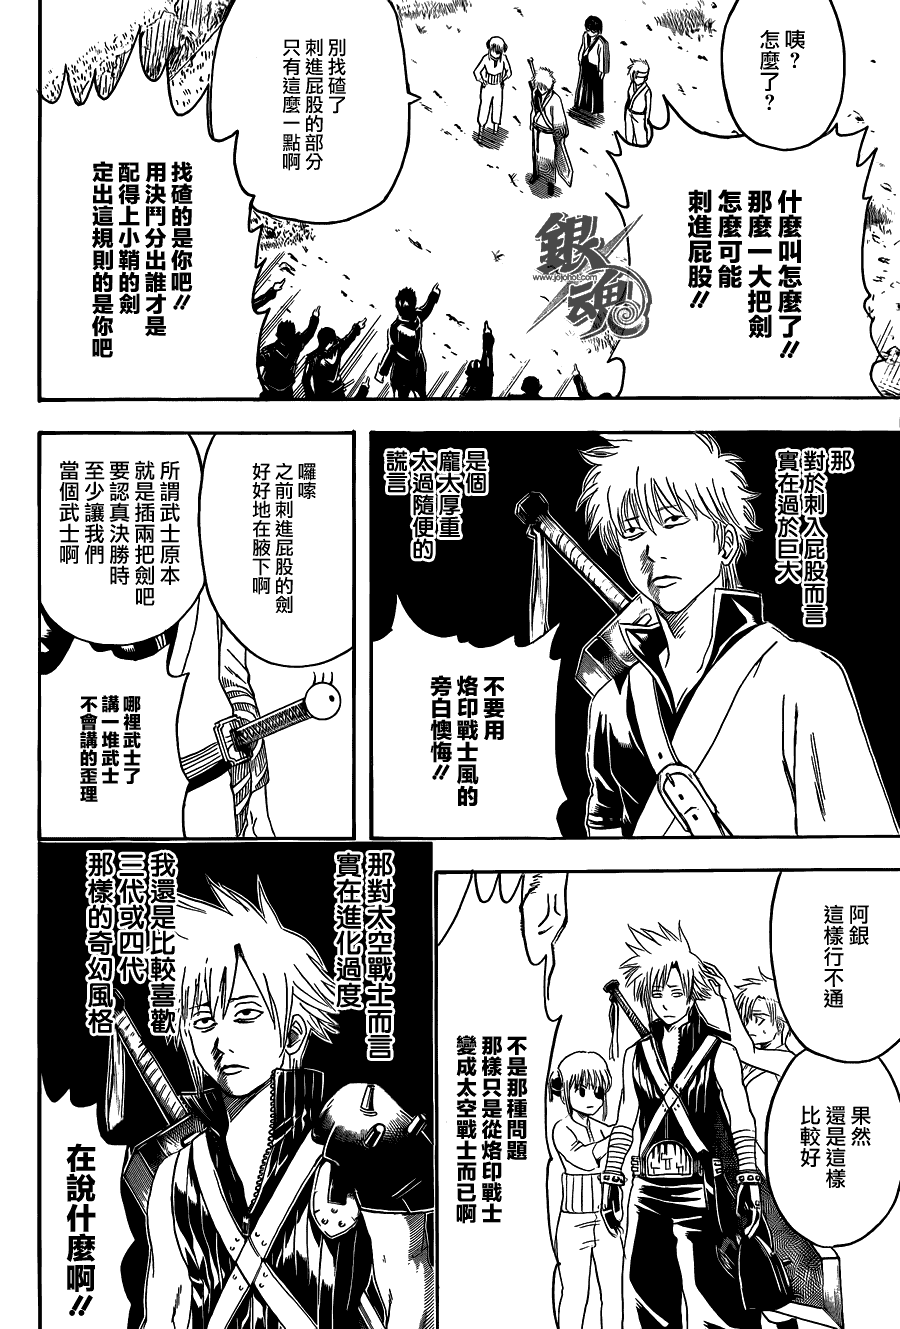 咦？
怎麼了？
什麼叫怎麼了!!
那麼一大把劍
怎麼可能
刺進屁股!!
別找碴了
刺進屁股的部分
只有這麼一點啊
找碴的是你吧!!
用決鬥分出誰才是
配得上小鞘的劍
定出這規則的是你吧
銀魂
www.jojohot.com
那
對於刺入屁股而言
實在過於巨大
是個
龐大厚重
太過隨便的
謊言
不要用
烙印戰士風的
旁白懊悔!!
囉嗦
之前刺進屁股的劍
好好地在腋下啊
所謂武士原本
就是插兩把劍吧
要認真決勝時
至少讓我們
當個武士啊
哪裡武士了
講一堆武士
不會講的歪理
阿銀
這樣行不通
果然
還是這樣
比較好
不是那種問題
那樣只是從烙印戰士
變成太空戰士而已啊
那對太空戰士而言
實在進化過度
我還是比較喜歡
三代或四代
那樣的奇幻風格
在說什麼啊!!